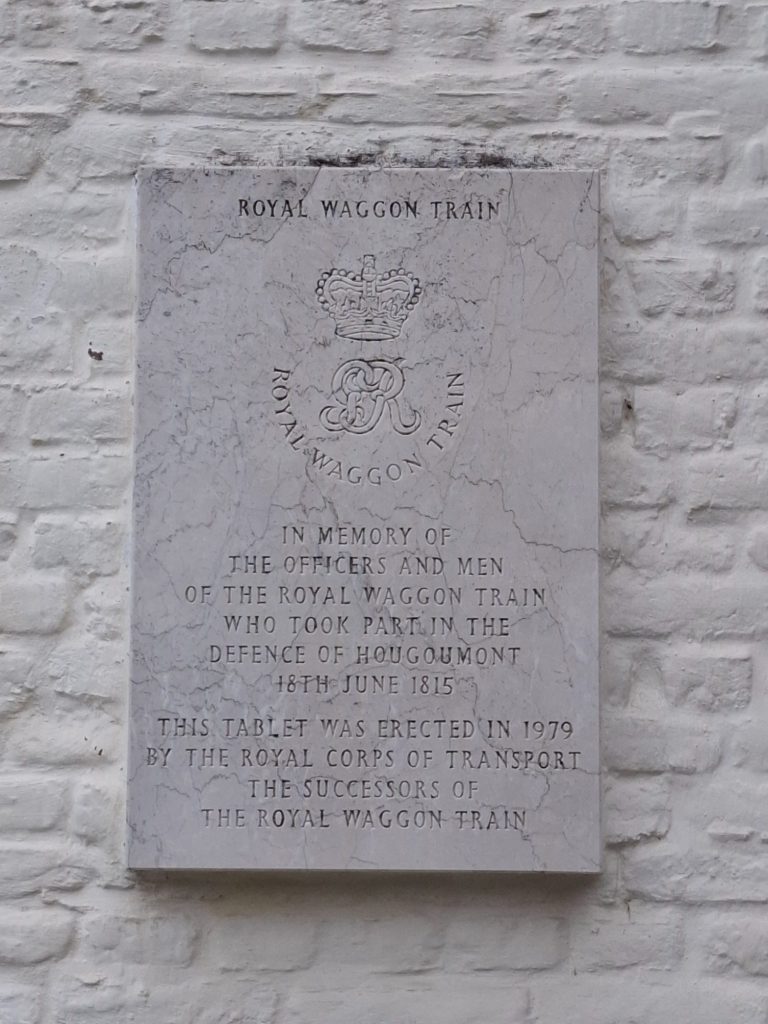 ROYAL WAGGON TRAIN
GR
ROYAL WAGGON TRAIN
IN MEMORY OF
THE OFFICERS AND MEN
OF THE ROYAL WAGGON TRAIN
WHO TOOK PART IN THE
DEFENCE OF HOUGOUMONT
18TH JUNE 1815
THIS TABLET WAS ERECTED IN 1979
BY THE ROYAL CORPS OF TRANSPORT
THE SUCCESSORS OF
THE ROYAL WAGGON TRAIN